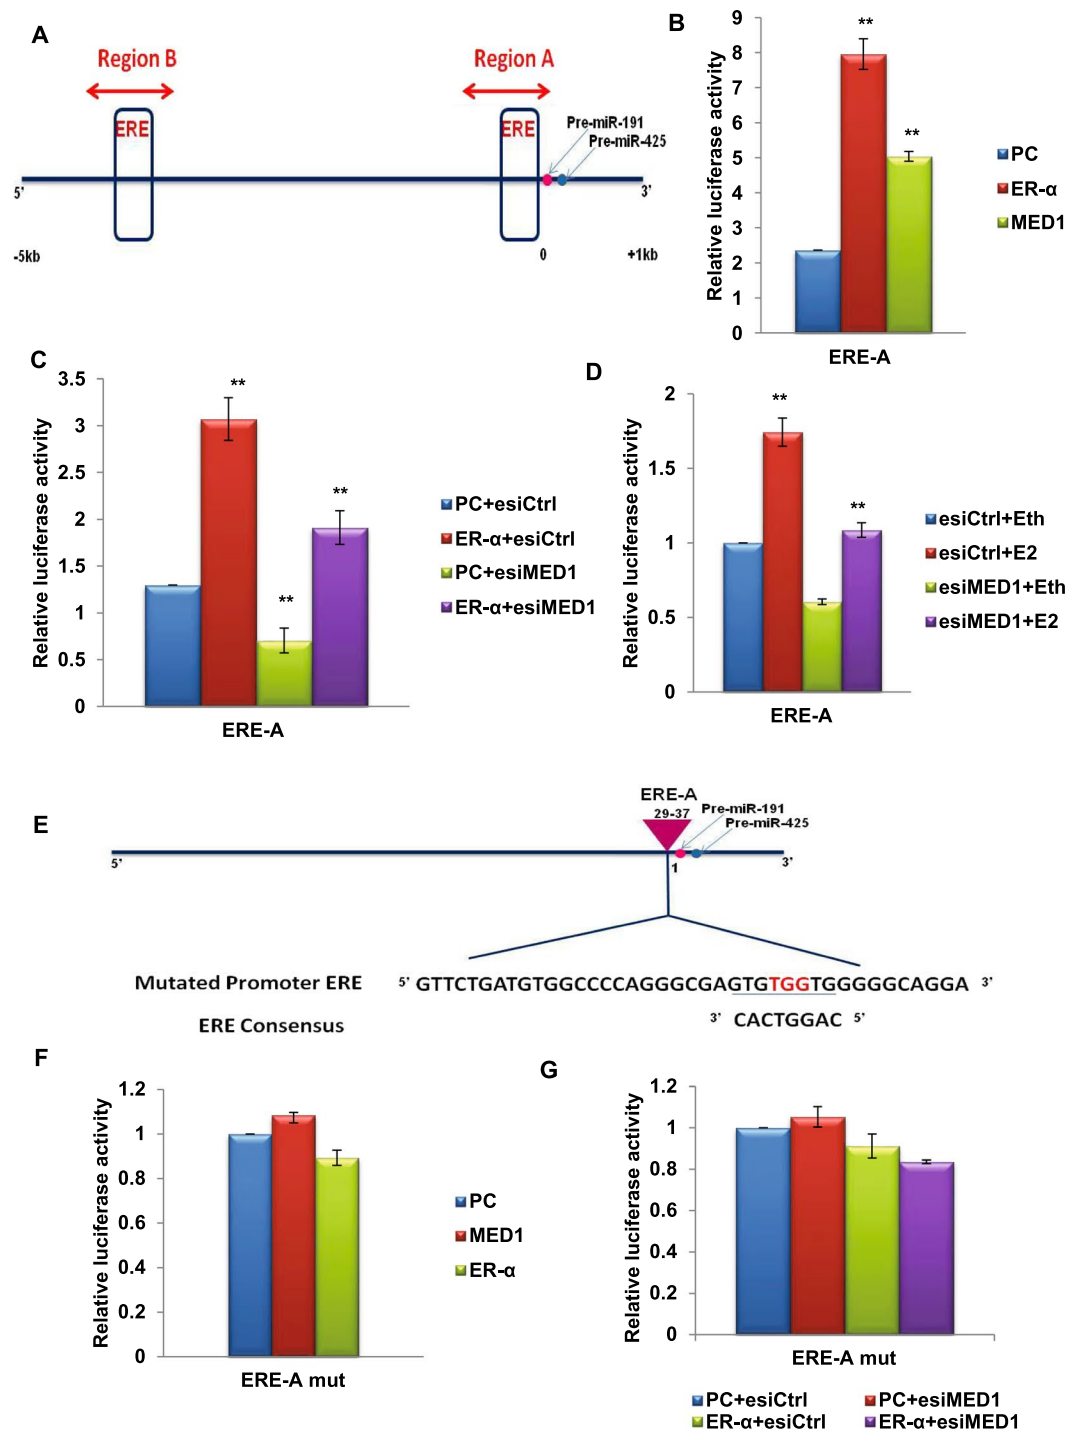 A
Region B
Region A
ERE
ERE
Pre-miR-191
Pre-miR-425
5'
3'
-5kb
0
+1kb
B
Relative luciferase activity
9
8
7
6
5
4
3
2
1
0
**
**
ERE-A
PC
ER-α
MED1
C
Relative luciferase activity
3.5
3
2.5
2
1.5
1
0.5
0
**
**
**
ERE-A
PC+esiCtrl
ER-α+esiCtrl
PC+esiMED1
ER-α+esiMED1
D
Relative luciferase activity
2
1.5
1
0.5
0
**
**
ERE-A
esiCtrl+Eth
esiCtrl+E2
esiMED1+Eth
esiMED1+E2
E
ERE-A
29-37
Pre-miR-191
Pre-miR-425
5'
1
3'
Mutated Promoter ERE
5' GTTCTGATGTGGCCCCAGGGCGAGTGTGGTGGGGGCAGGA 3'
ERE Consensus
3' CACTGGAC 5'
F
Relative luciferase activity
1.2
1
0.8
0.6
0.4
0.2
0
ERE-A mut
PC
MED1
ER-α
G
Relative luciferase activity
1.2
1
0.8
0.6
0.4
0.2
0
ERE-A mut
PC+esiCtrl
PC+esiMED1
ER-α+esiCtrl
ER-α+esiMED1